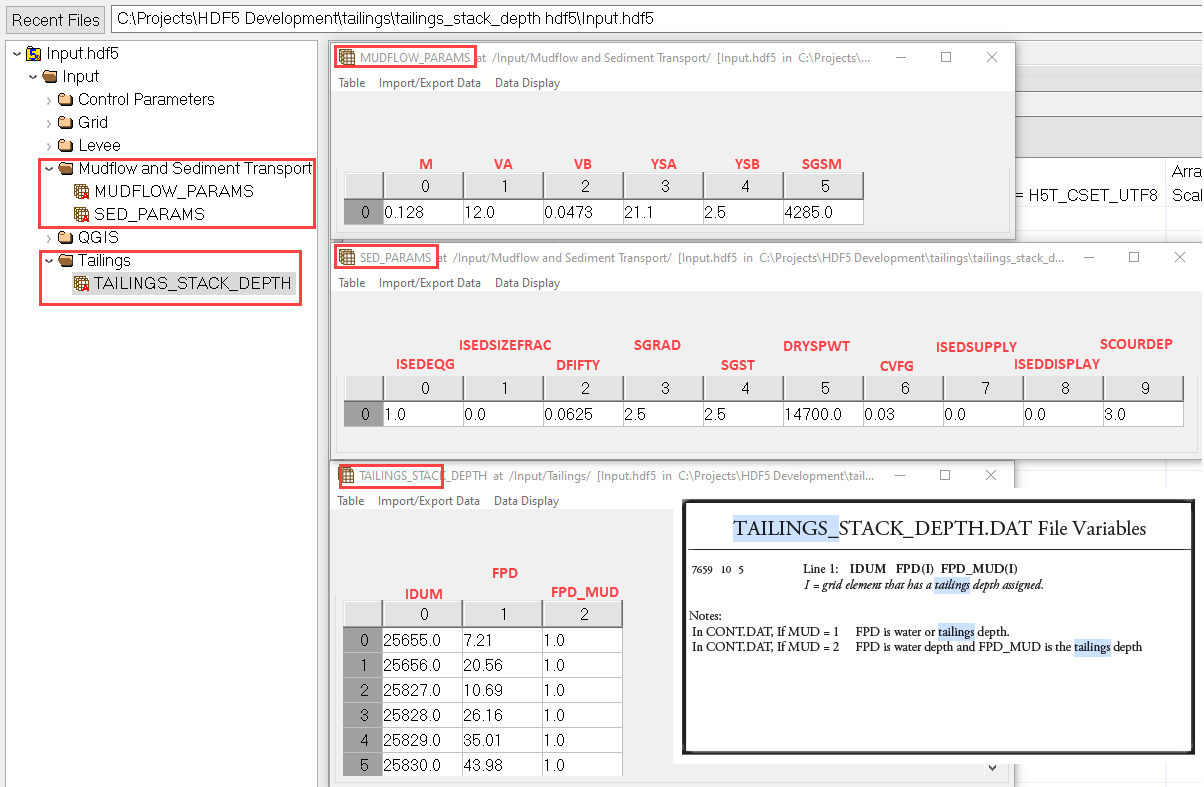 Recent Files
C:\Projects\HDF5 Development\tailings\tailings_stack_depth hdf5\Input.hdf5
Input.hdf5
Input
Control Parameters
Grid
Levee
Mudflow and Sediment Transport
MUDFLOW_PARAMS
SED_PARAMS
QGIS
Tailings
TAILINGS_STACK_DEPTH
MUDFLOW_PARAMS at /Input/Mudflow and Sediment Transport/ [Input.hdf5 in C:\Projects\...
Table Import/Export Data Data Display
M VA VB YSA YSB SGSM
0 1 2 3 4 5
0 0.128 12.0 0.0473 21.1 2.5 4285.0
Arra
= H5T_CSET_UTF8 Scal
SED_PARAMS at /Input/Mudflow and Sediment Transport/ [Input.hdf5 in C:\Projects\HDF5 Development\tailings\tailings_stack_d...
Table Import/Export Data Data Display
ISEDEQG ISEDSIZEFRAC DFIFTY SGRAD SGST DRYSPWT CVFG ISEDSUPPLY ISEDDISPLAY SCOURDEP
0 1 2 3 4 5 6 7 8 9
0 1.0 0.0 0.0625 2.5 2.5 14700.0 0.03 0.0 0.0 3.0
TAILINGS_STACK_DEPTH at /Input/Tailings/ [Input.hdf5 in C:\Projects\HDF5 Development\tail...
Table Import/Export Data Data Display
IDUM FPD FPD_MUD
0 1 2
0 25655.0 7.21 1.0
1 25656.0 20.56 1.0
2 25827.0 10.69 1.0
3 25828.0 26.16 1.0
4 25829.0 35.01 1.0
5 25830.0 43.98 1.0
TAILINGS_STACK_DEPTH.DAT File Variables
7659 10 5 Line 1: IDUM FPD(I) FPD_MUD(I)
I = grid element that has a tailings depth assigned.
Notes:
In CONT.DAT, If MUD = 1 FPD is water or tailings depth.
In CONT.DAT, If MUD = 2 FPD is water depth and FPD_MUD is the tailings depth